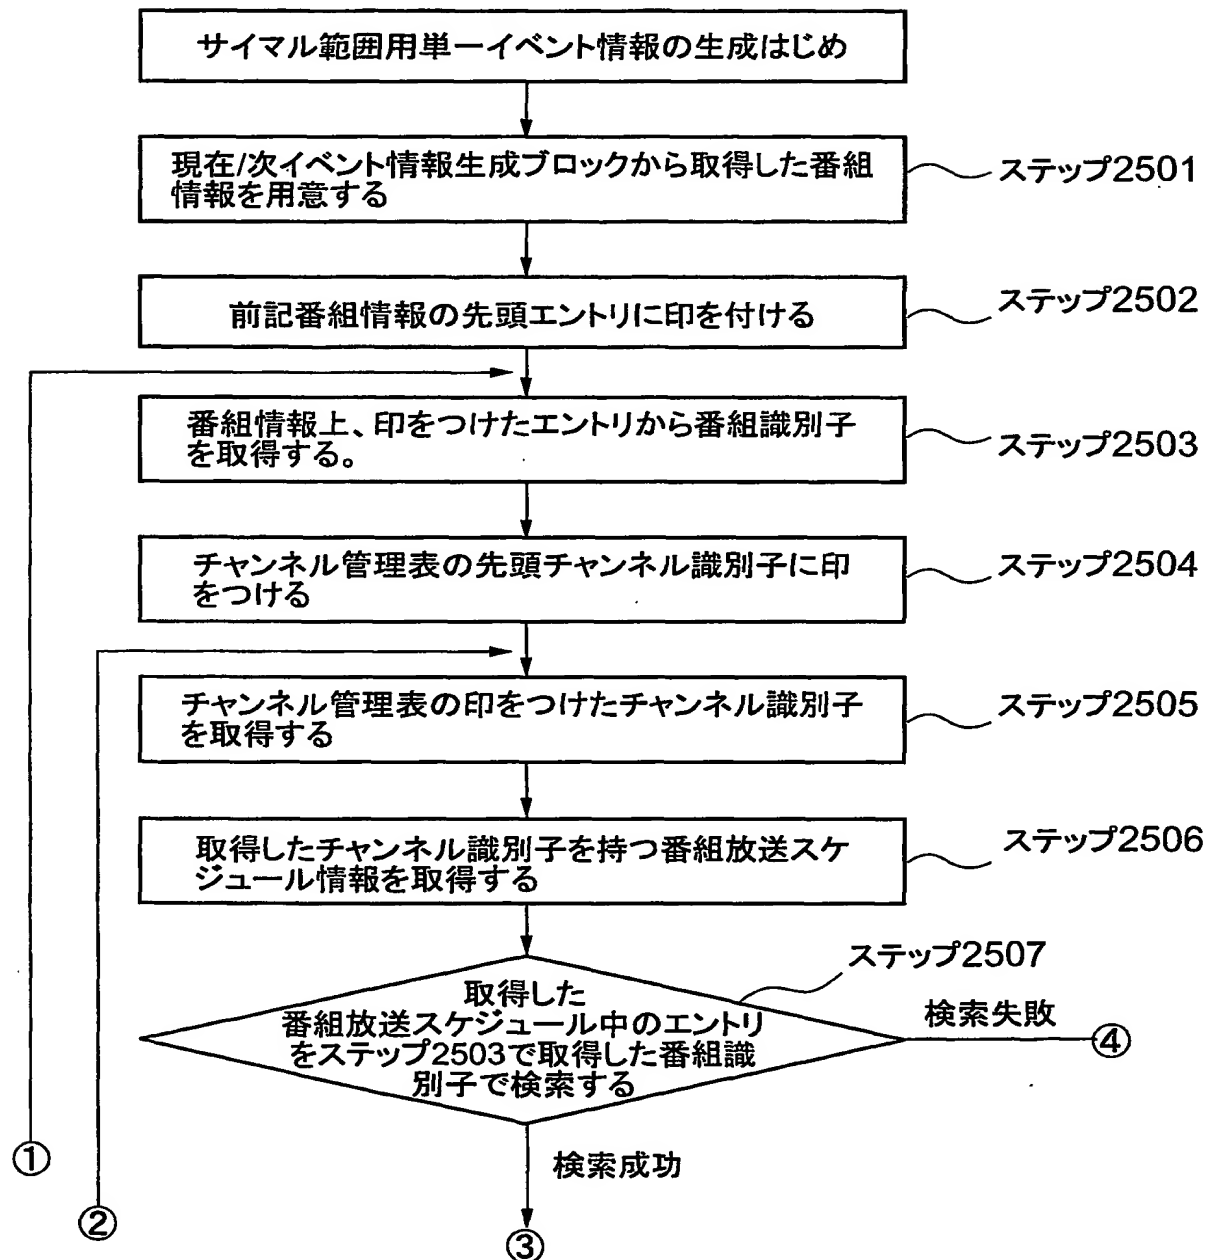 サイマル範囲用単一イベント情報の生成はじめ
現在/次イベント情報生成ブロックから取得した番組
情報を用意する
ステップ2501
前記番組情報の先頭エントリに印を付ける
ステップ2502
番組情報上、印をつけたエントリから番組識別子
を取得する。
ステップ2503
チャンネル管理表の先頭チャンネル識別子に印
をつける
ステップ2504
チャンネル管理表の印をつけたチャンネル識別子
を取得する
ステップ2505
取得したチャンネル識別子を持つ番組放送スケ
ジュール情報を取得する
ステップ2506
ステップ2507
取得した
番組放送スケジュール中のエントリ
をステップ2503で取得した番組識
別子で検索する
検索失敗
④
①
検索成功
②
③